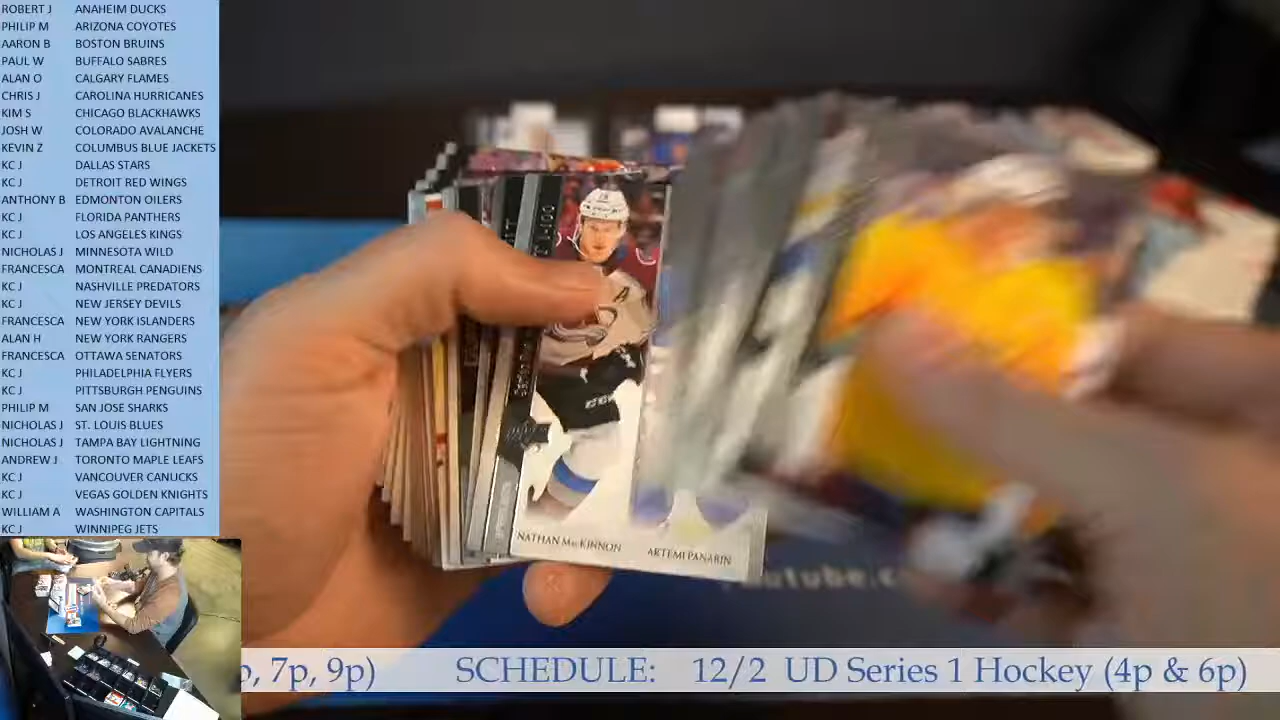 ROBERT J ANAHEIM DUCKS
PHILIP M ARIZONA COYOTES
AARON B BOSTON BRUINS
PAUL W BUFFALO SABRES
ALAN O CALGARY FLAMES
CHRIS J CAROLINA HURRICANES
KIM S CHICAGO BLACKHAWKS
JOSH W COLORADO AVALANCHE
KEVIN Z COLUMBUS BLUE JACKETS
KC J DALLAS STARS
KC J DETROIT RED WINGS
ANTHONY B EDMONTON OILERS
KC J FLORIDA PANTHERS
KC J LOS ANGELES KINGS
NICHOLAS J MINNESOTA WILD
FRANCESCA MONTREAL CANADIENS
KC J NASHVILLE PREDATORS
KC J NEW JERSEY DEVILS
FRANCESCA NEW YORK ISLANDERS
ALAN H NEW YORK RANGERS
FRANCESCA OTTAWA SENATORS
KC J PHILADELPHIA FLYERS
KC J PITTSBURGH PENGUINS
PHILIP M SAN JOSE SHARKS
NICHOLAS J ST. LOUIS BLUES
NICHOLAS J TAMPA BAY LIGHTNING
ANDREW J TORONTO MAPLE LEAFS
KC J VANCOUVER CANUCKS
KC J VEGAS GOLDEN KNIGHTS
WILLIAM A WASHINGTON CAPITALS
KC J WINNIPEG JETS
NATHAN MacKINNON
ARTEMI PANARIN
p, 7p, 9p) SCHEDULE: 12/2 UD Series 1 Hockey (4p & 6p)